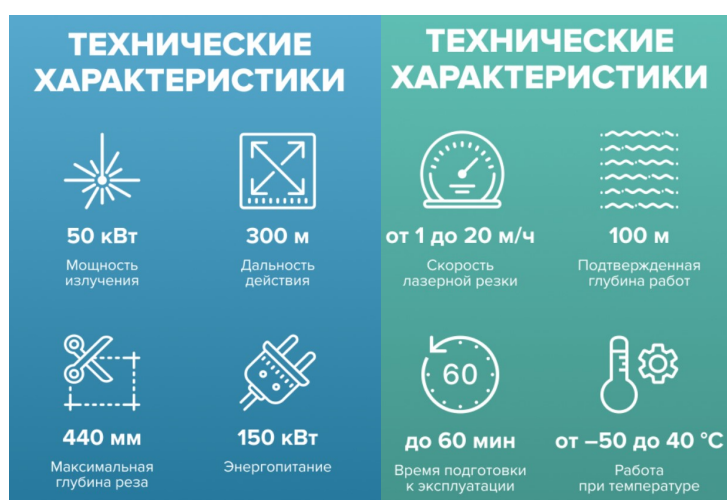 ТЕХНИЧЕСКИЕ
ХАРАКТЕРИСТИКИ
50 кВт
Мощность
излучения
300 м
Дальность
действия
440 мм
Максимальная
глубина реза
150 кВт
Энергопитание
ТЕХНИЧЕСКИЕ
ХАРАКТЕРИСТИКИ
от 1 до 20 м/ч
Скорость
лазерной резки
100 м
Подтвержденная
глубина работ
60
до 60 мин
Время подготовки
к эксплуатации
от –50 до 40 °C
Работа
при температуре